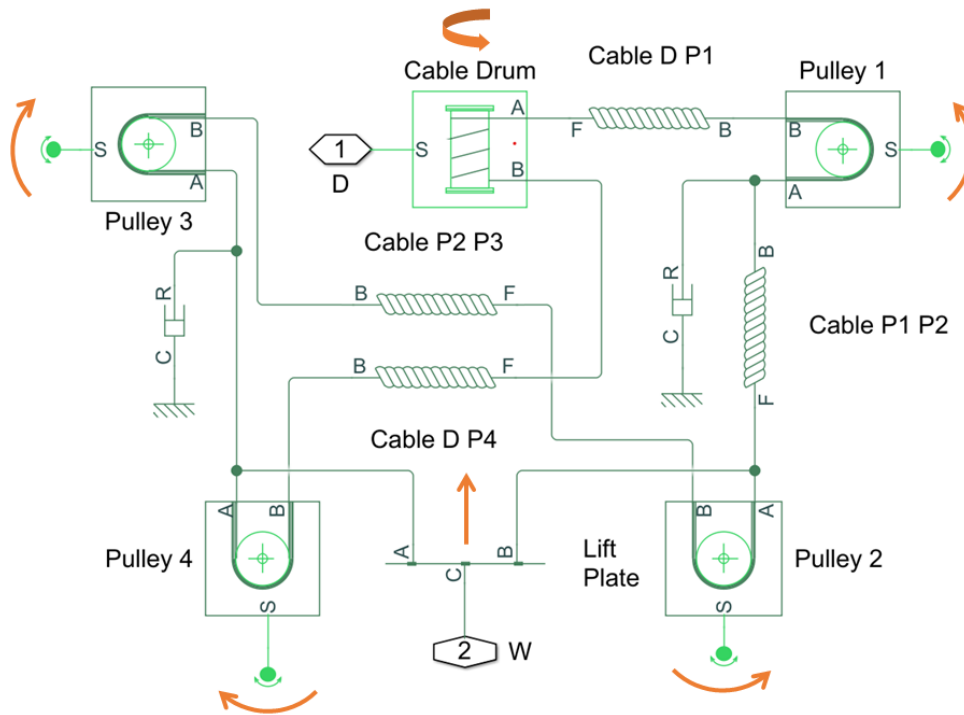 Cable D P1
Cable Drum
Pulley 1
A
B
F
B
B
S
S
1
S
A
B
A
D
Pulley 3
Cable P2 P3
R
C
R
C
B
B
F
Cable P1 P2
B
F
F
Cable D P4
A
B
B
A
Pulley 4
A
B
C
Lift
Plate
Pulley 2
S
S
2
W